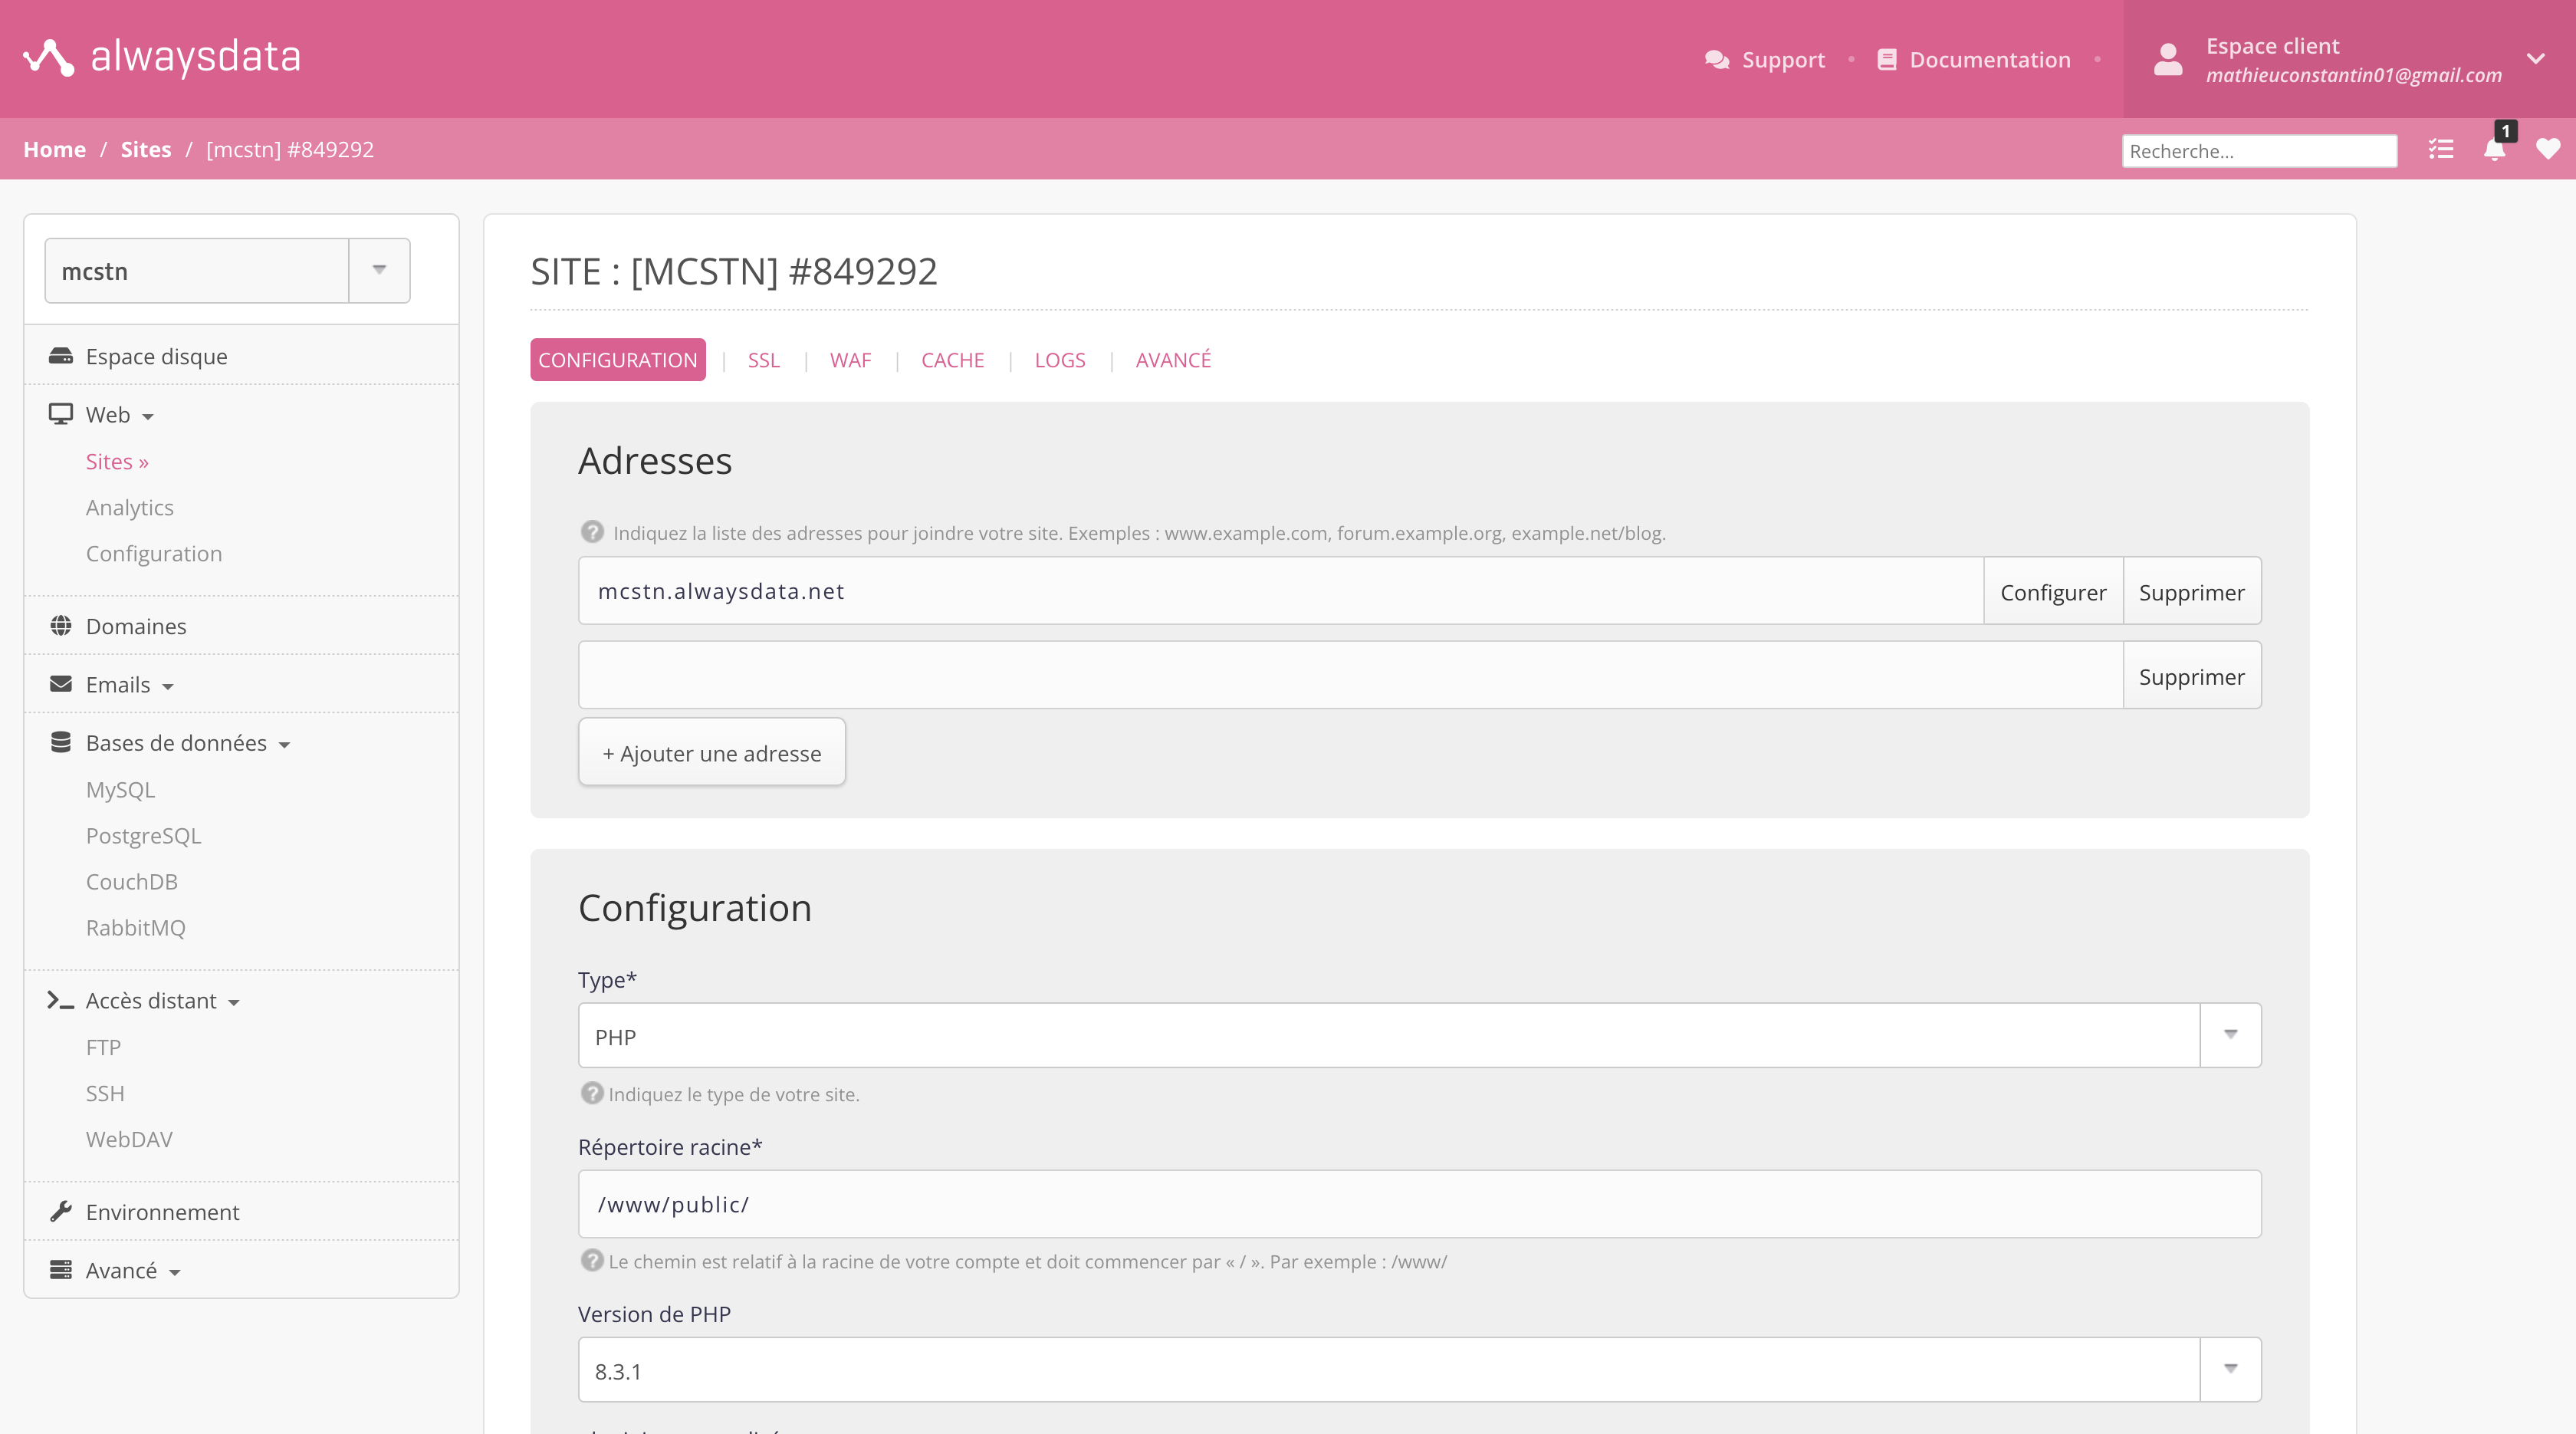 alwaysdata
Support • Documentation •
Espace client
mathieuconstantin01@gmail.com
Home / Sites / [mcstn] #849292
Recherche...
1
mcstn
Espace disque
Web
Sites »
Analytics
Configuration
Domaines
Emails
Bases de données
MySQL
PostgreSQL
CouchDB
RabbitMQ
Accès distant
FTP
SSH
WebDAV
Environnement
Avancé
SITE : [MCSTN] #849292
CONFIGURATION | SSL | WAF | CACHE | LOGS | AVANCÉ
Adresses
? Indiquez la liste des adresses pour joindre votre site. Exemples : www.example.com, forum.example.org, example.net/blog.
mcstn.alwaysdata.net Configurer Supprimer
Supprimer
+ Ajouter une adresse
Configuration
Type*
PHP
? Indiquez le type de votre site.
Répertoire racine*
/www/public/
? Le chemin est relatif à la racine de votre compte et doit commencer par « / ». Par exemple : /www/
Version de PHP
8.3.1